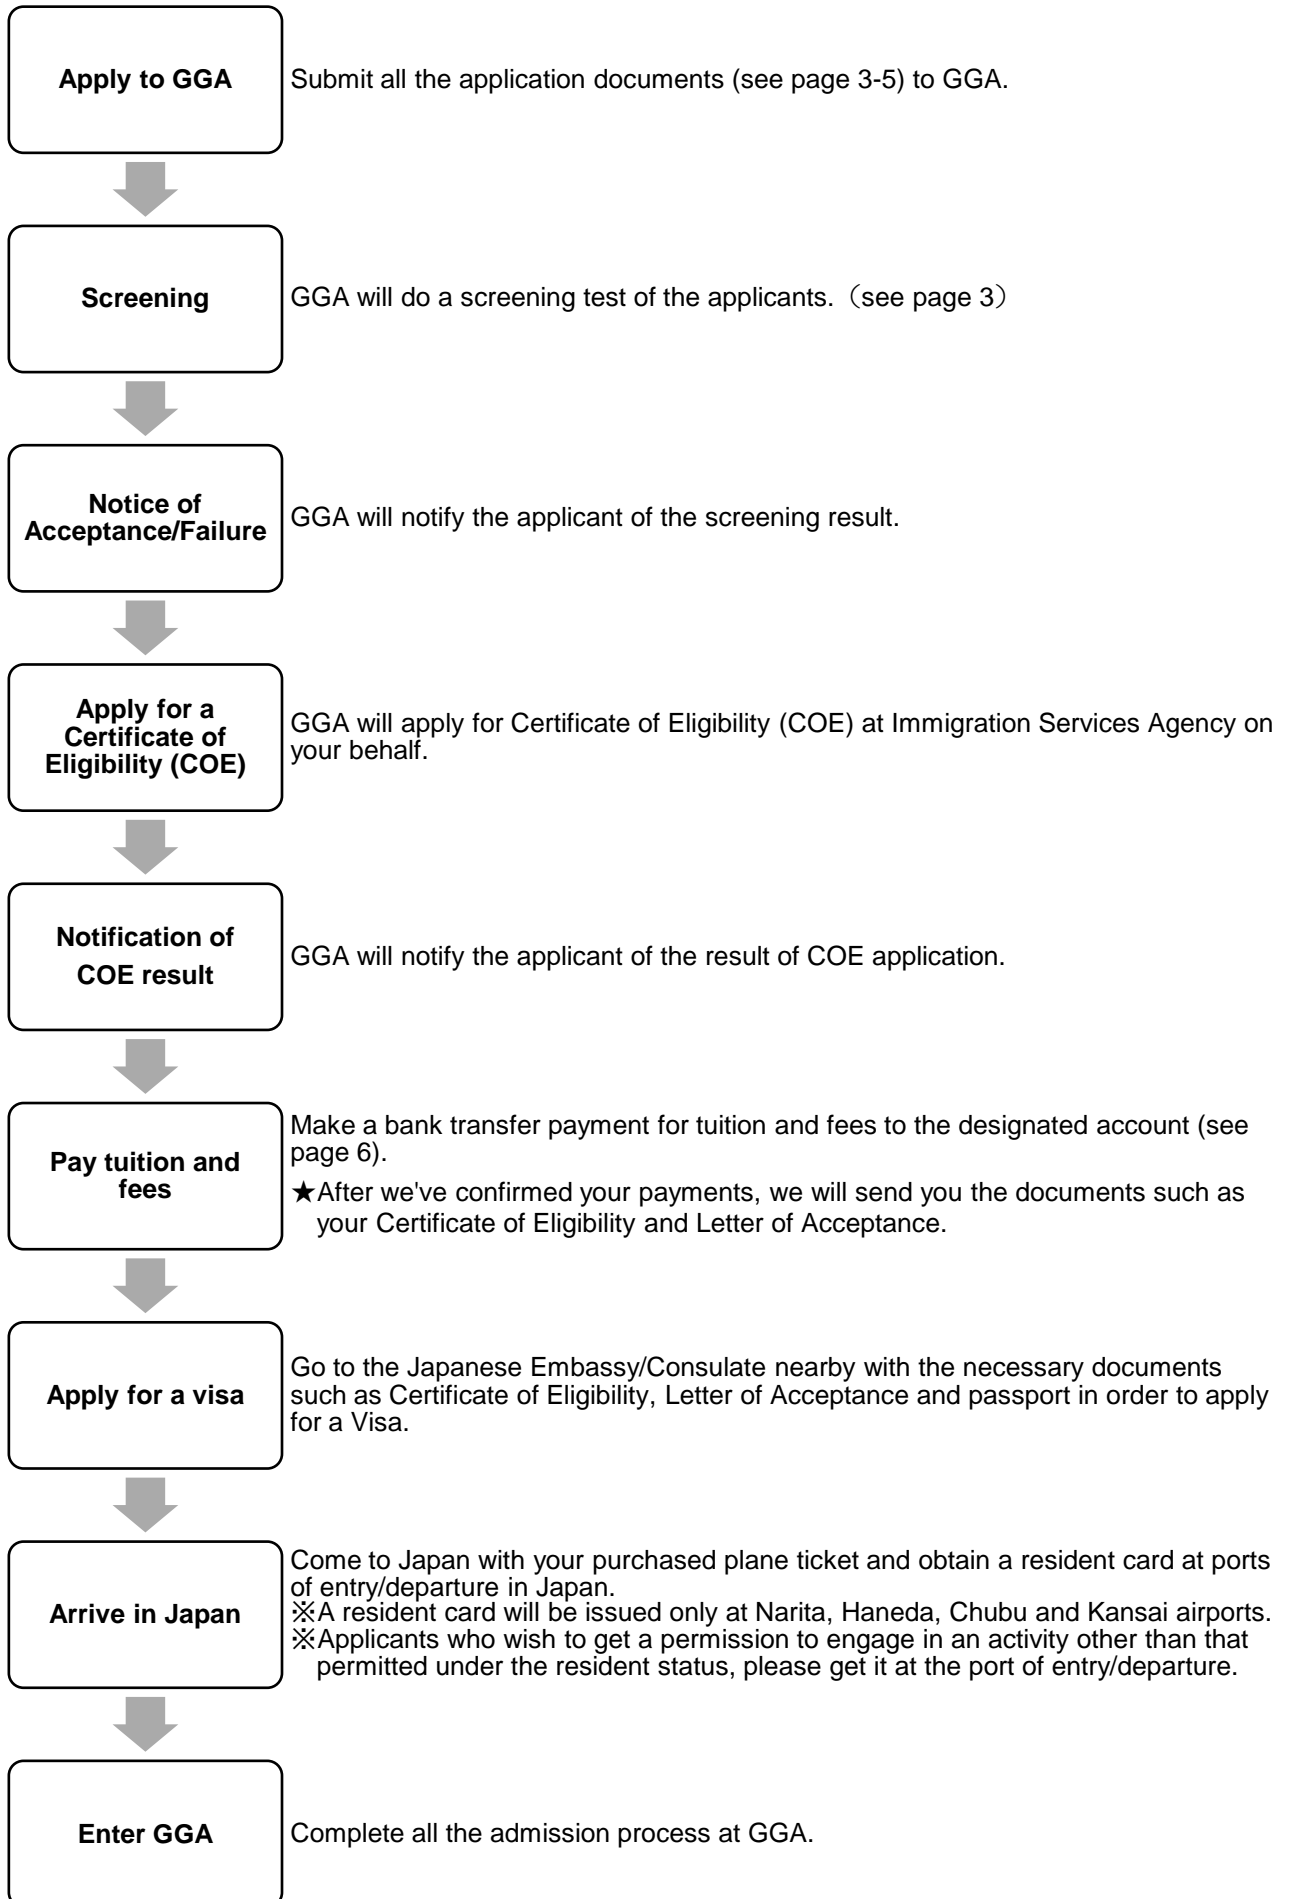 Apply to GGA
Submit all the application documents (see page 3-5) to GGA.
Screening
GGA will do a screening test of the applicants.（see page 3）
Notice of
Acceptance/Failure
GGA will notify the applicant of the screening result.
Apply for a
Certificate of
Eligibility (COE)
GGA will apply for Certificate of Eligibility (COE) at Immigration Services Agency on
your behalf.
Notification of
COE result
GGA will notify the applicant of the result of COE application.
Pay tuition and
fees
Make a bank transfer payment for tuition and fees to the designated account (see
page 6).
★After we've confirmed your payments, we will send you the documents such as
your Certificate of Eligibility and Letter of Acceptance.
Apply for a visa
Go to the Japanese Embassy/Consulate nearby with the necessary documents
such as Certificate of Eligibility, Letter of Acceptance and passport in order to apply
for a Visa.
Arrive in Japan
Come to Japan with your purchased plane ticket and obtain a resident card at ports
of entry/departure in Japan.
※A resident card will be issued only at Narita, Haneda, Chubu and Kansai airports.
※Applicants who wish to get a permission to engage in an activity other than that
permitted under the resident status, please get it at the port of entry/departure.
Enter GGA
Complete all the admission process at GGA.